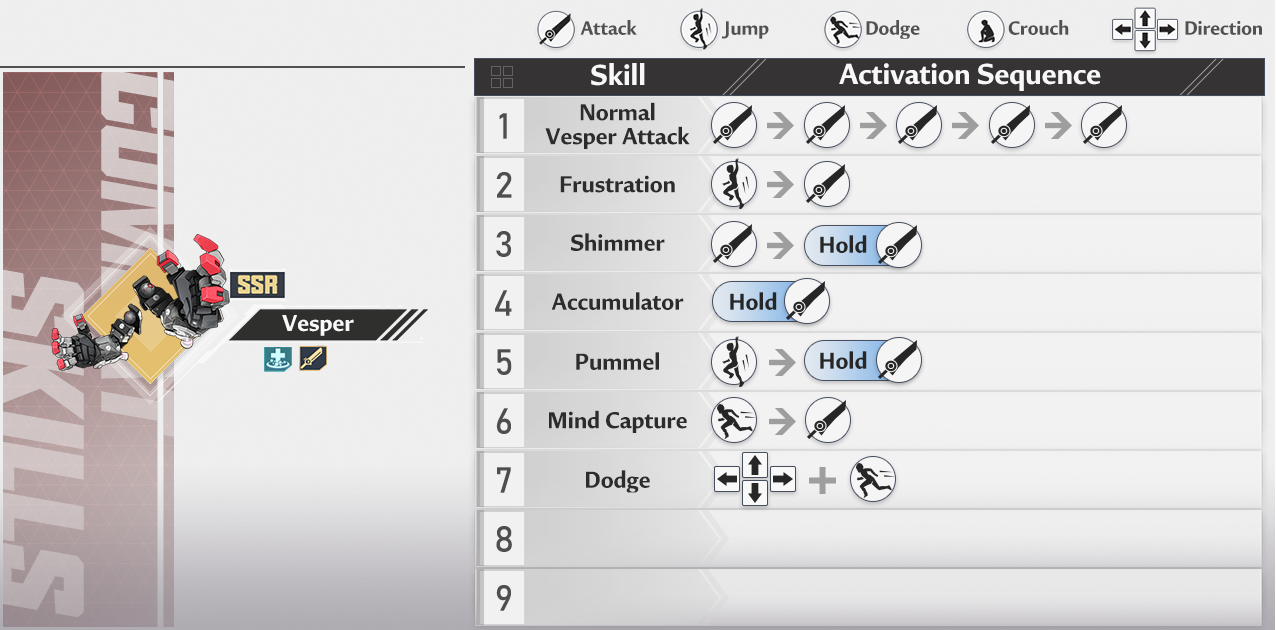 Attack
Jump
Dodge
Crouch
Direction
Skill
Activation Sequence
1
Normal
Vesper Attack
2
Frustration
3
Shimmer
Hold
4
Accumulator
Hold
5
Pummel
Hold
6
Mind Capture
7
Dodge
8
9
SSR
Vesper
SKILLS